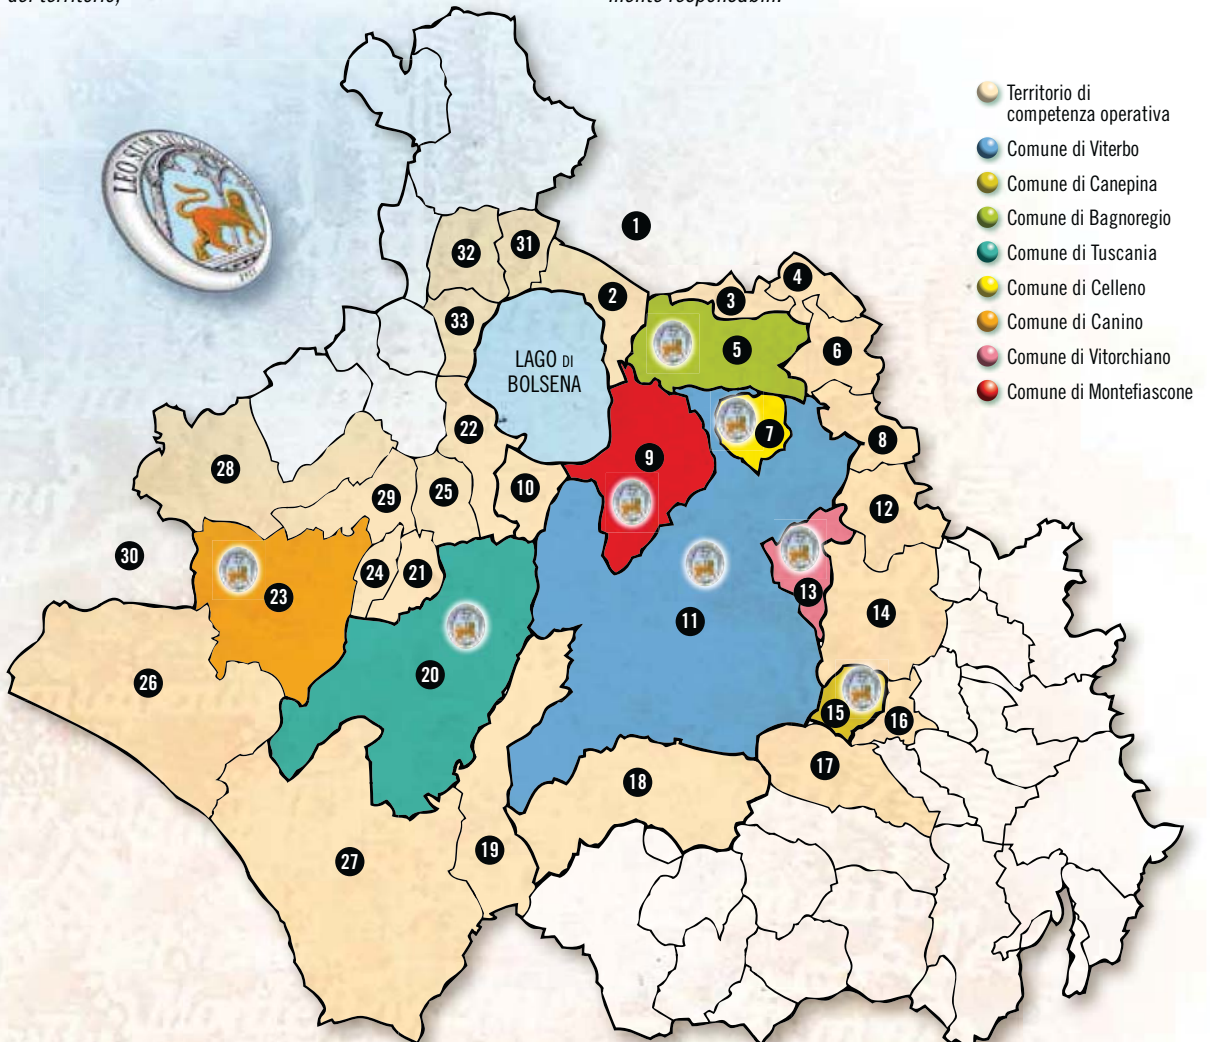 LEO SUM
1
31
32
2
4
3
33
6
5
LAGO DI
BOLSENA
22
7
8
9
28
10
25
29
12
30
24
21
13
23
14
11
20
26
15
16
17
18
19
27
Territorio di
competenza operativa
Comune di Viterbo
Comune di Canepina
Comune di Bagnoregio
Comune di Tuscania
Comune di Celleno
Comune di Canino
Comune di Vitorchiano
Comune di Montefiascone